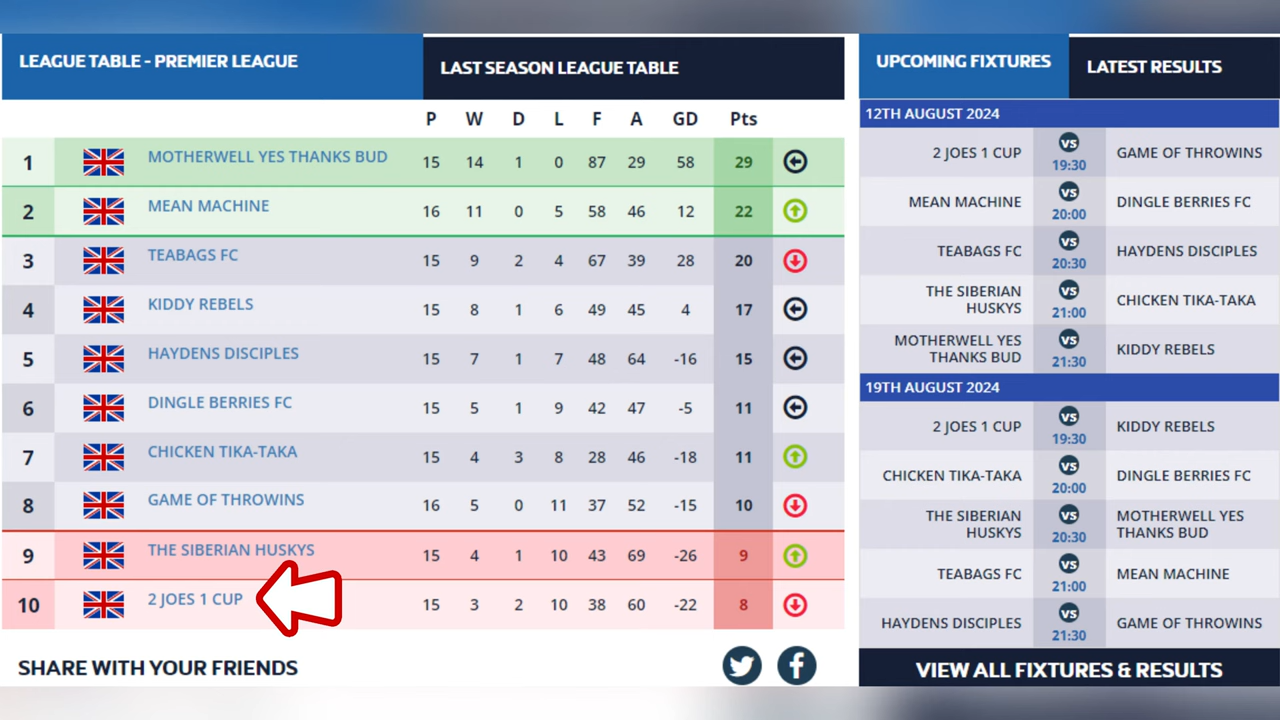 LEAGUE TABLE - PREMIER LEAGUE
LAST SEASON LEAGUE TABLE
P W D L F A GD Pts
1 MOTHERWELL YES THANKS BUD 15 14 1 0 87 29 58 29
2 MEAN MACHINE 16 11 0 5 58 46 12 22
3 TEABAGS FC 15 9 2 4 67 39 28 20
4 KIDDY REBELS 15 8 1 6 49 45 4 17
5 HAYDENS DISCIPLES 15 7 1 7 48 64 -16 15
6 DINGLE BERRIES FC 15 5 1 9 42 47 -5 11
7 CHICKEN TIKA-TAKA 15 4 3 8 28 46 -18 11
8 GAME OF THROWINS 16 5 0 11 37 52 -15 10
9 THE SIBERIAN HUSKYS 15 4 1 10 43 69 -26 9
10 2 JOES 1 CUP 15 3 2 10 38 60 -22 8
SHARE WITH YOUR FRIENDS
UPCOMING FIXTURES
LATEST RESULTS
12TH AUGUST 2024
2 JOES 1 CUP VS 19:30 GAME OF THROWINS
MEAN MACHINE VS 20:00 DINGLE BERRIES FC
TEABAGS FC VS 20:30 HAYDENS DISCIPLES
THE SIBERIAN HUSKYS VS 21:00 CHICKEN TIKA-TAKA
MOTHERWELL YES THANKS BUD VS 21:30 KIDDY REBELS
19TH AUGUST 2024
2 JOES 1 CUP VS 19:30 KIDDY REBELS
CHICKEN TIKA-TAKA VS 20:00 DINGLE BERRIES FC
THE SIBERIAN HUSKYS VS 20:30 MOTHERWELL YES THANKS BUD
TEABAGS FC VS 21:00 MEAN MACHINE
HAYDENS DISCIPLES VS 21:30 GAME OF THROWINS
VIEW ALL FIXTURES & RESULTS